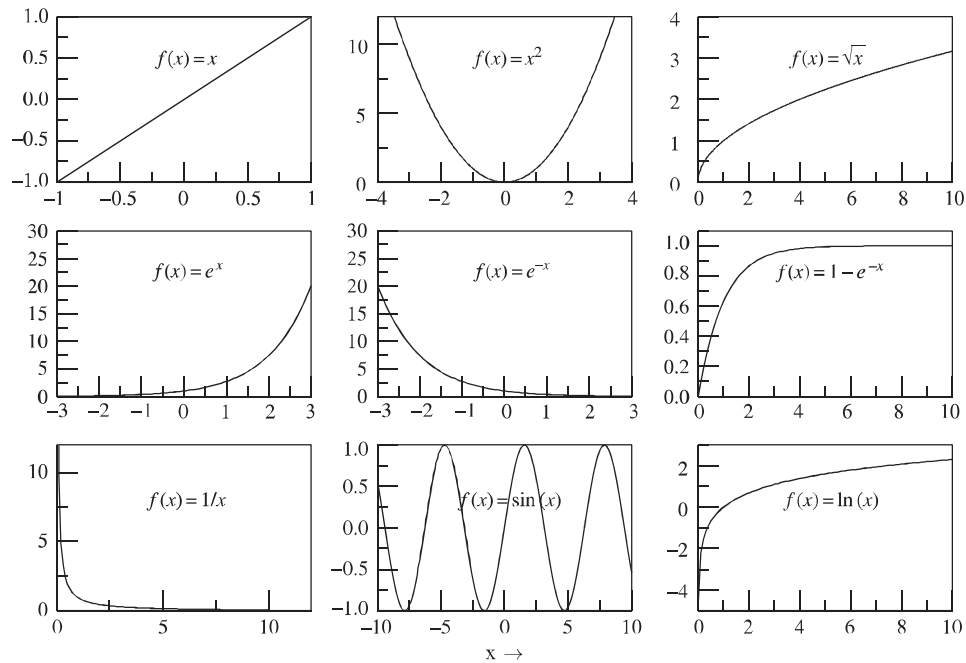 1.0
0.5
0.0
−0.5
−1.0
f(x) = x
−1 −0.5 0 0.5 1
10
5
0
f(x) = x²
−4 −2 0 2 4
4
3
2
1
0
f(x) = √x
0 2 4 6 8 10
30
25
20
15
10
5
0
f(x) = eˣ
−3 −2 −1 0 1 2 3
30
25
20
15
10
5
0
f(x) = e⁻ˣ
−3 −2 −1 0 1 2 3
1.0
0.8
0.6
0.4
0.2
0.0
f(x) = 1 − e⁻ˣ
0 2 4 6 8 10
10
5
0
f(x) = 1/x
0 5 10
1.0
0.5
0.0
−0.5
−1.0
f(x) = sin (x)
−10 −5 0 5 10
2
0
−2
−4
f(x) = ln (x)
0 2 4 6 8 10
x →